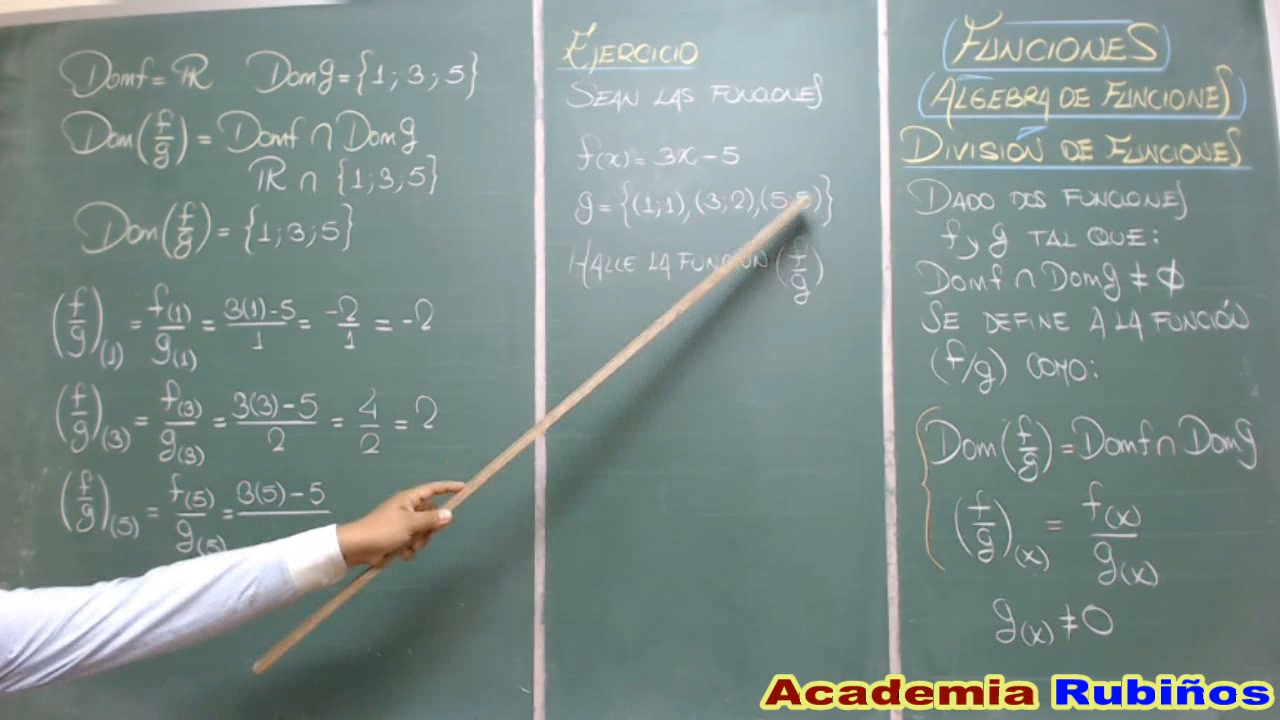 Domf = ℝ Domg = {1; 3; 5}
Dom(f/g) = Domf ∩ Domg
ℝ ∩ {1; 3; 5}
Dom(f/g) = {1; 3; 5}
(f/g)(1) = f(1)/g(1) = 3(1)-5/1 = -2/1 = -2
(f/g)(3) = f(3)/g(3) = 3(3)-5/2 = 4/2 = 2
(f/g)(5) = f(5)/g(5) = 3(5)-5/
EJERCICIO
SEAN LAS FUNCIONES
f(x) = 3x - 5
g = {(1;1),(3;2),(5;5)}
HALLE LA FUNCIÓN (f/g)
FUNCIONES
(ALGEBRA DE FUNCIONES)
DIVISIÓN DE FUNCIONES
DADO DOS FUNCIONES
f y g TAL QUE:
Domf ∩ Domg ≠ ϕ
SE DEFINE A LA FUNCIÓN
(f/g) COMO:
Dom(f/g) = Domf ∩ Domg
(f/g)(x) = f(x)/g(x)
g(x) ≠ 0
Academia Rubiños